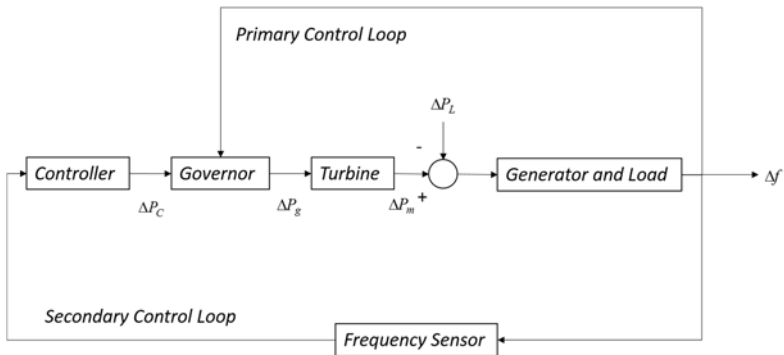 Primary Control Loop
ΔP_L
-
Controller
Governor
Turbine
Generator and Load
Δf
ΔP_C
ΔP_g
ΔP_m
+
Secondary Control Loop
Frequency Sensor